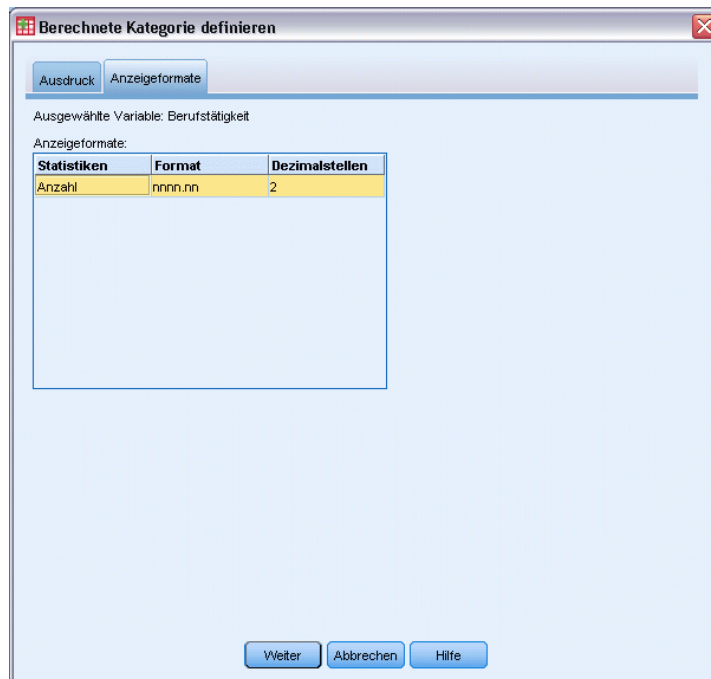 Berechnete Kategorie definieren
Ausdruck Anzeigeformate
Ausgewählte Variable: Berufstätigkeit
Anzeigeformate:
Statistiken Format Dezimalstellen
Anzahl nnnn.nn 2
Weiter Abbrechen Hilfe